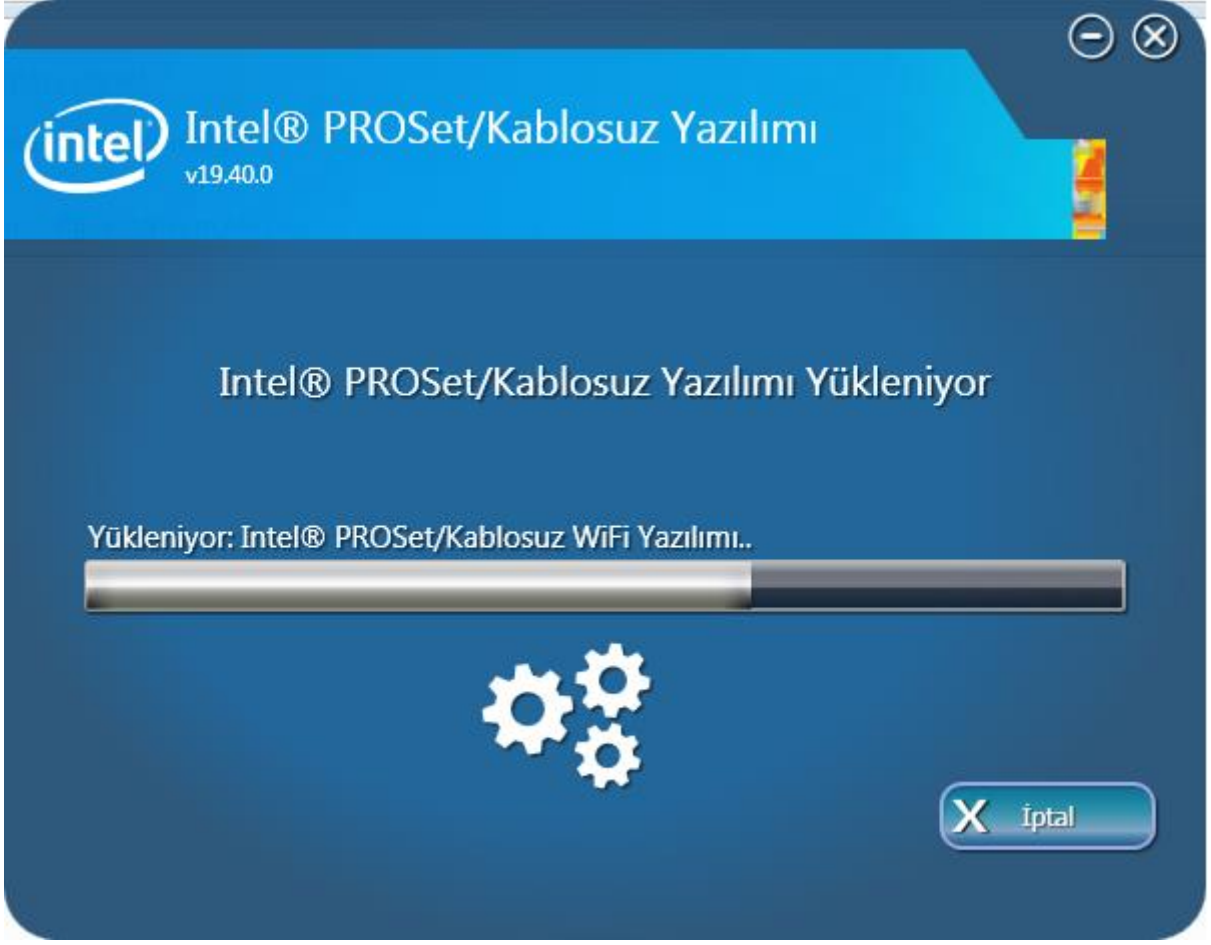 intel
Intel® PROSet/Kablosuz Yazılımı
v19.40.0
Intel® PROSet/Kablosuz Yazılımı Yükleniyor
Yükleniyor: Intel® PROSet/Kablosuz WiFi Yazılımı..
X İptal